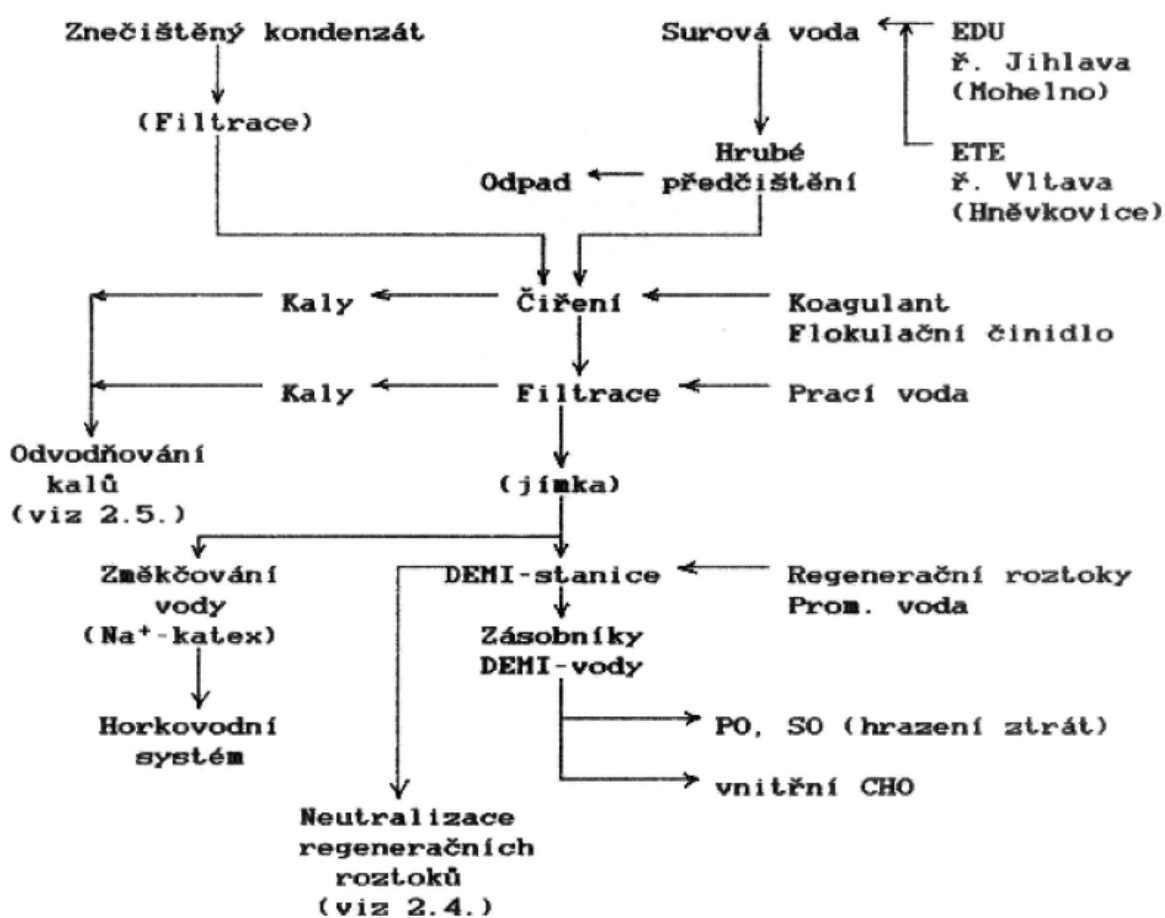 Znečištěný kondenzát
Surová voda
EDU
ř. Jihlava
(Mohelno)
(Filtrace)
Hrubé
předčištění
Odpad
ETE
ř. Vltava
(Hněvkovice)
Kaly
Čiření
Koagulant
Flokulační činidlo
Kaly
Filtrace
Prací voda
Odvodňování
kalů
(viz 2.5.)
(jímka)
Změkčování
vody
(Na⁺-katex)
DEMI-stanice
Regenerační roztoky
Prom. voda
Zásobníky
DEMI-vody
Horkovodní
systém
PO, SO (hrazení ztrát)
vnitřní CHO
Neutralizace
regeneračních
roztoků
(viz 2.4.)